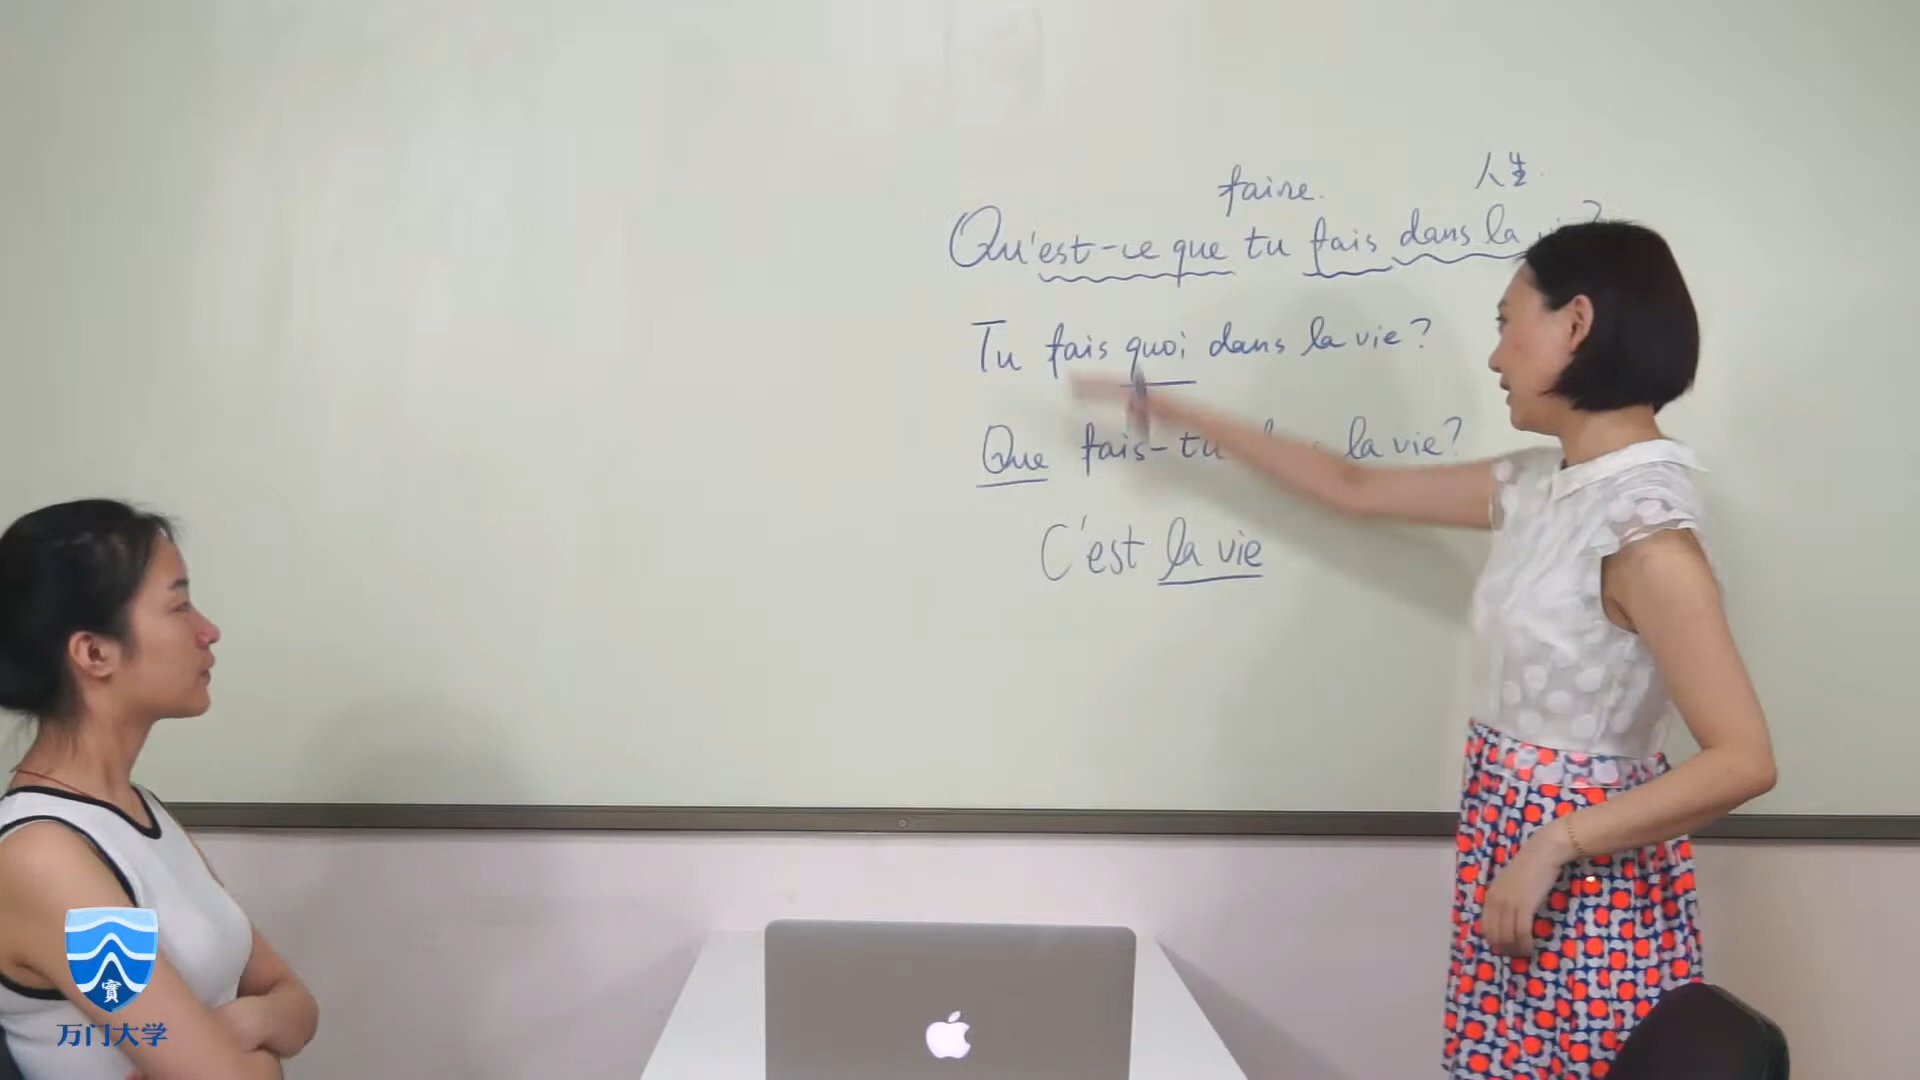 faire. 人生.
Qu'est-ce que tu fais dans la ?
Tu fais quoi dans la vie?
Que fais-tu la vie?
C'est la vie
寳
万门大学